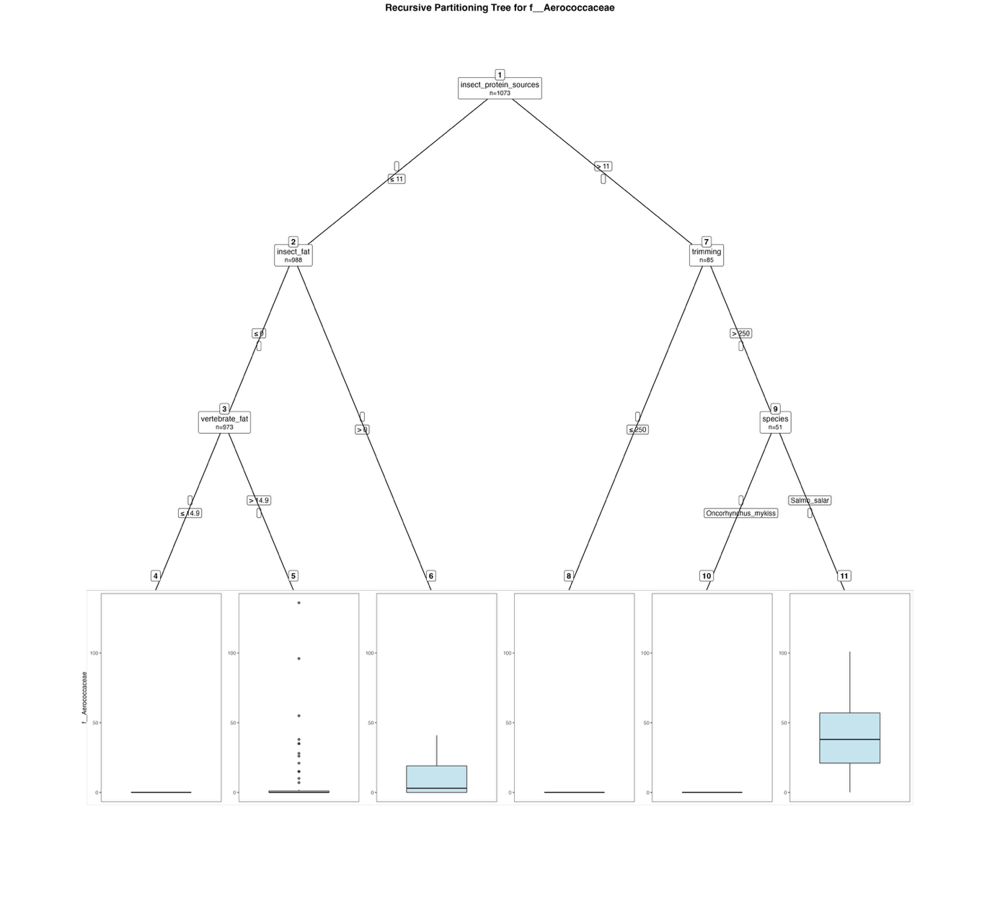 Recursive Partitioning Tree for f__Aerococcaceae
1
insect_protein_sources
n=1073
≤ 11
> 11
2
insect_fat
n=988
7
trimming
n=85
≤ 0
> 0
≤ 250
> 250
3
vertebrate_fat
n=973
9
species
n=51
≤ 14.9
> 14.9
Oncorhynchus_mykiss
Salmo_salar
4
5
6
8
10
11
f__Aerococcaceae
100
50
0
100
50
0
100
50
0
100
50
0
100
50
0
100
50
0